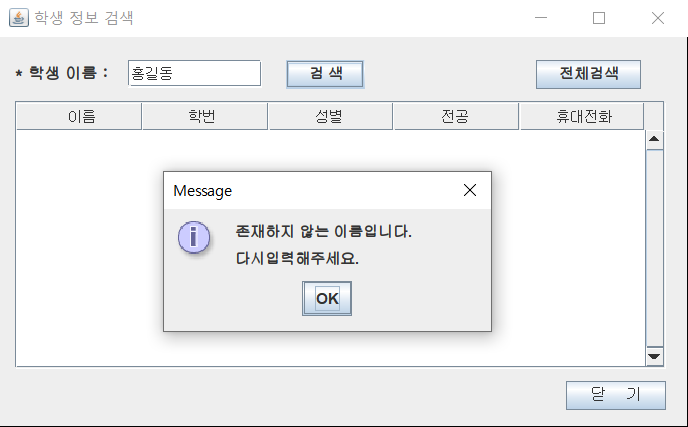 학생 정보 검색
* 학생 이름 : 홍길동 검 색 전체검색
이름 학번 성별 전공 휴대전화
Message
존재하지 않는 이름입니다.
다시입력해주세요.
OK
닫 기